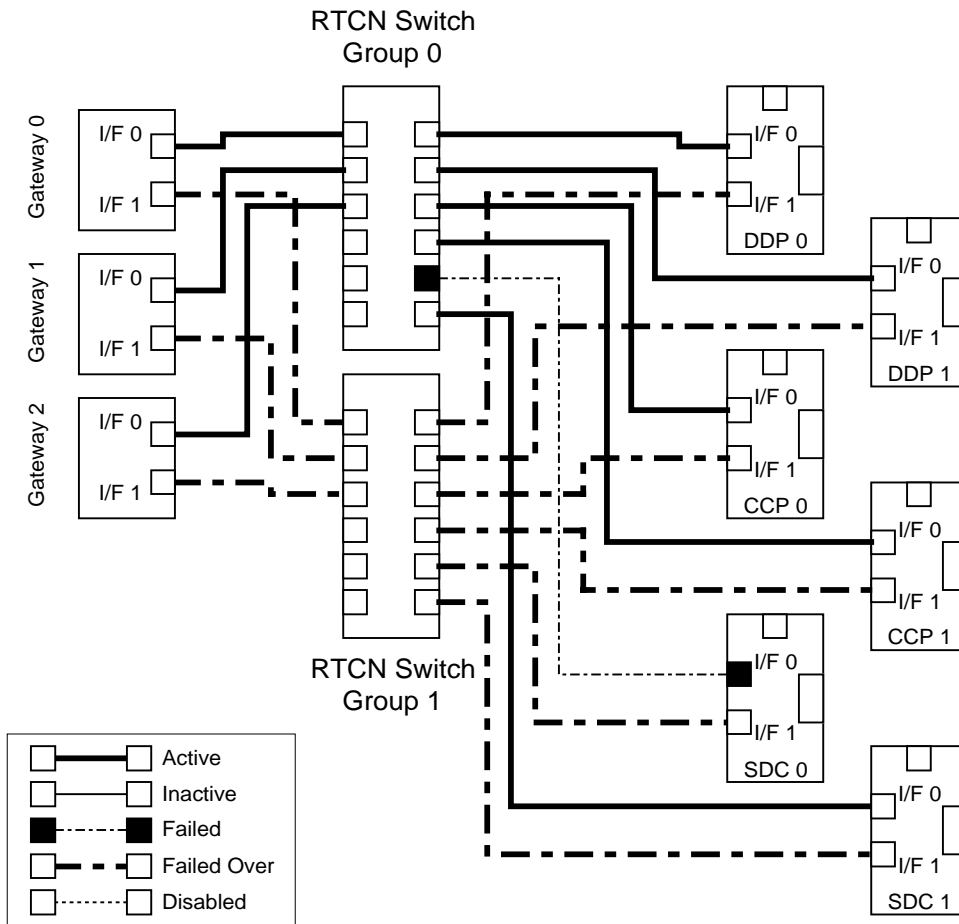 RTCN Switch
Group 0
Gateway 0
I/F 0
I/F 1
Gateway 1
I/F 0
I/F 1
Gateway 2
I/F 0
I/F 1
I/F 0
I/F 1
DDP 0
I/F 0
I/F 1
DDP 1
I/F 0
I/F 1
CCP 0
I/F 0
I/F 1
CCP 1
I/F 0
I/F 1
SDC 0
I/F 0
I/F 1
SDC 1
RTCN Switch
Group 1
Active
Inactive
Failed
Failed Over
Disabled